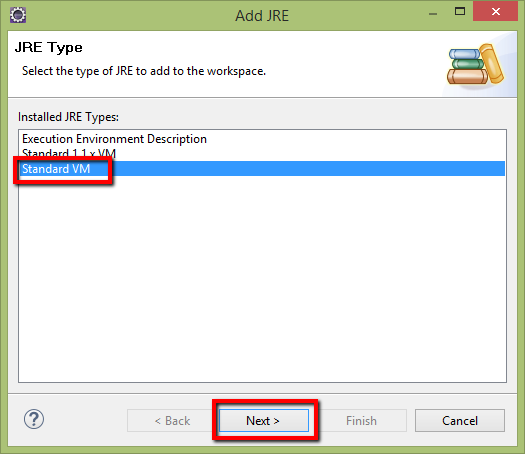 Add JRE
JRE Type
Select the type of JRE to add to the workspace.
Installed JRE Types:
Execution Environment Description
Standard 1.1.x VM
Standard VM
< Back
Next >
Finish
Cancel